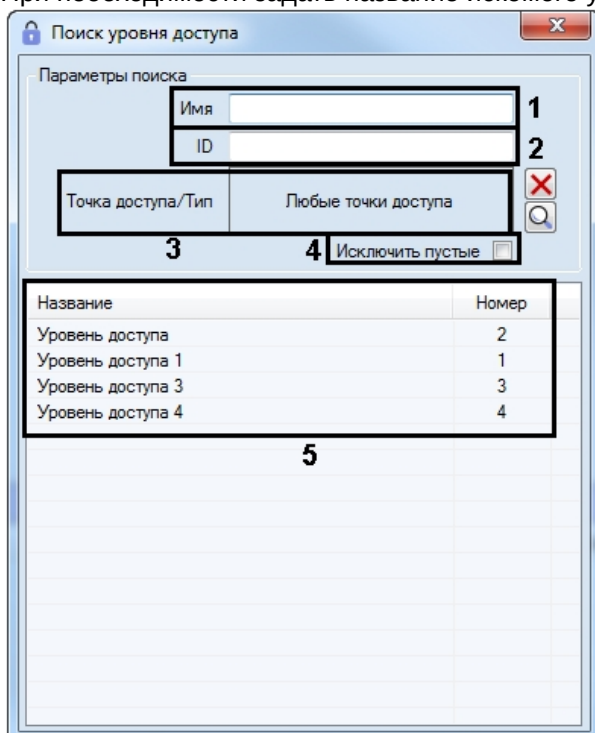 Поиск уровня доступа
Параметры поиска
Имя 1
ID 2
Точка доступа/Тип Любые точки доступа
3 4 Исключить пустые
Название Номер
Уровень доступа 2
Уровень доступа 1 1
Уровень доступа 3 3
Уровень доступа 4 4
5